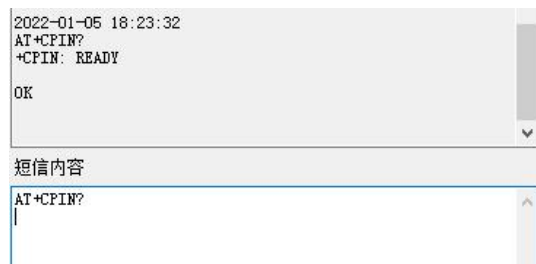 2022-01-05 18:23:32
AT+CPIN?
+CPIN: READY
OK
短信内容
AT+CPIN?